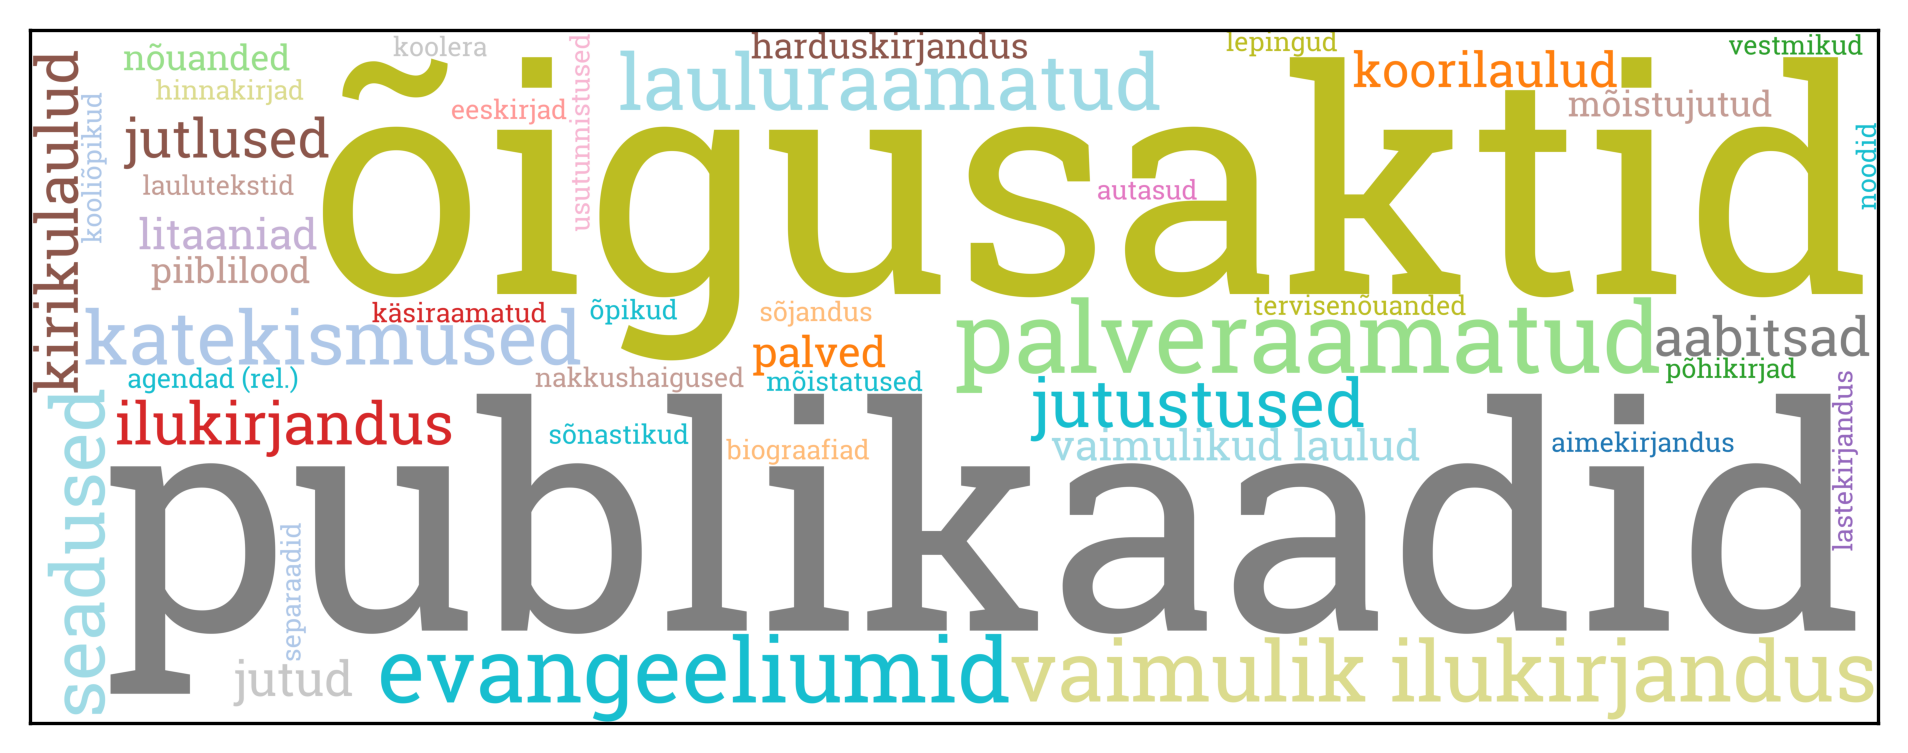 kirikulaulud
nõuanded
koolera
usutunnistused
harduskirjandus
lepingud
vestmikud
hinnakirjad
eeskirjad
lauluraamatud
koorilaulud
mõistujutud
kooliõpikud
jutlused
õigusaktid
noodid
laulutekstid
autasud
litaaniad
piiblilood
katekismused
käsiraamatud
õpikud
sõjandus
tervisenõuanded
palveraamatud
aabitsad
palved
agendad (rel.)
nakkushaigused
mõistatused
põhikirjad
seadused
ilukirjandus
sõnastikud
biograafiad
jutustused
vaimulikud laulud
aimekirjandus
lastekirjandus
publikaadid
separaadid
jutud
evangeeliumid
vaimulik ilukirjandus